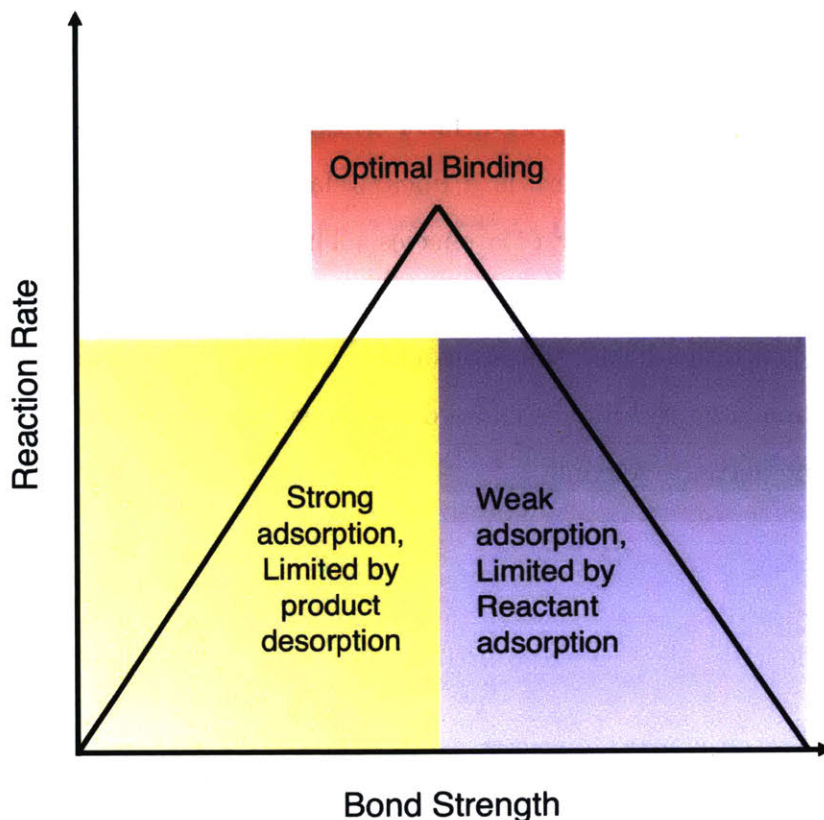 Optimal Binding
Reaction Rate
Strong
adsorption,
Limited by
product
desorption
Weak
adsorption,
Limited by
Reactant
adsorption
Bond Strength